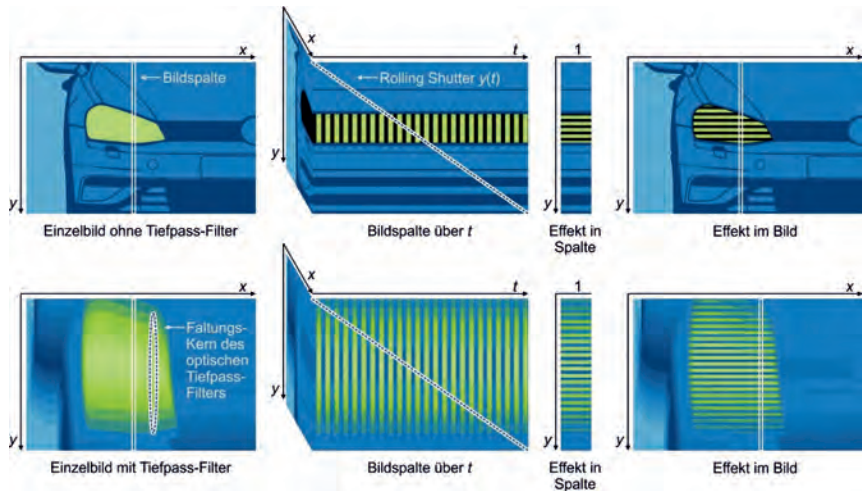 x
t
1
x
x
Bildspalte
Rolling Shutter y(t)
y
y
y
y
Einzelbild ohne Tiefpass-Filter
Bildspalte über t
Effekt in
Spalte
Effekt im Bild
x
t
1
x
x
Faltungs-
Kern des
optischen
Tiefpass-
Filters
y
y
y
y
Einzelbild mit Tiefpass-Filter
Bildspalte über t
Effekt in
Spalte
Effekt im Bild